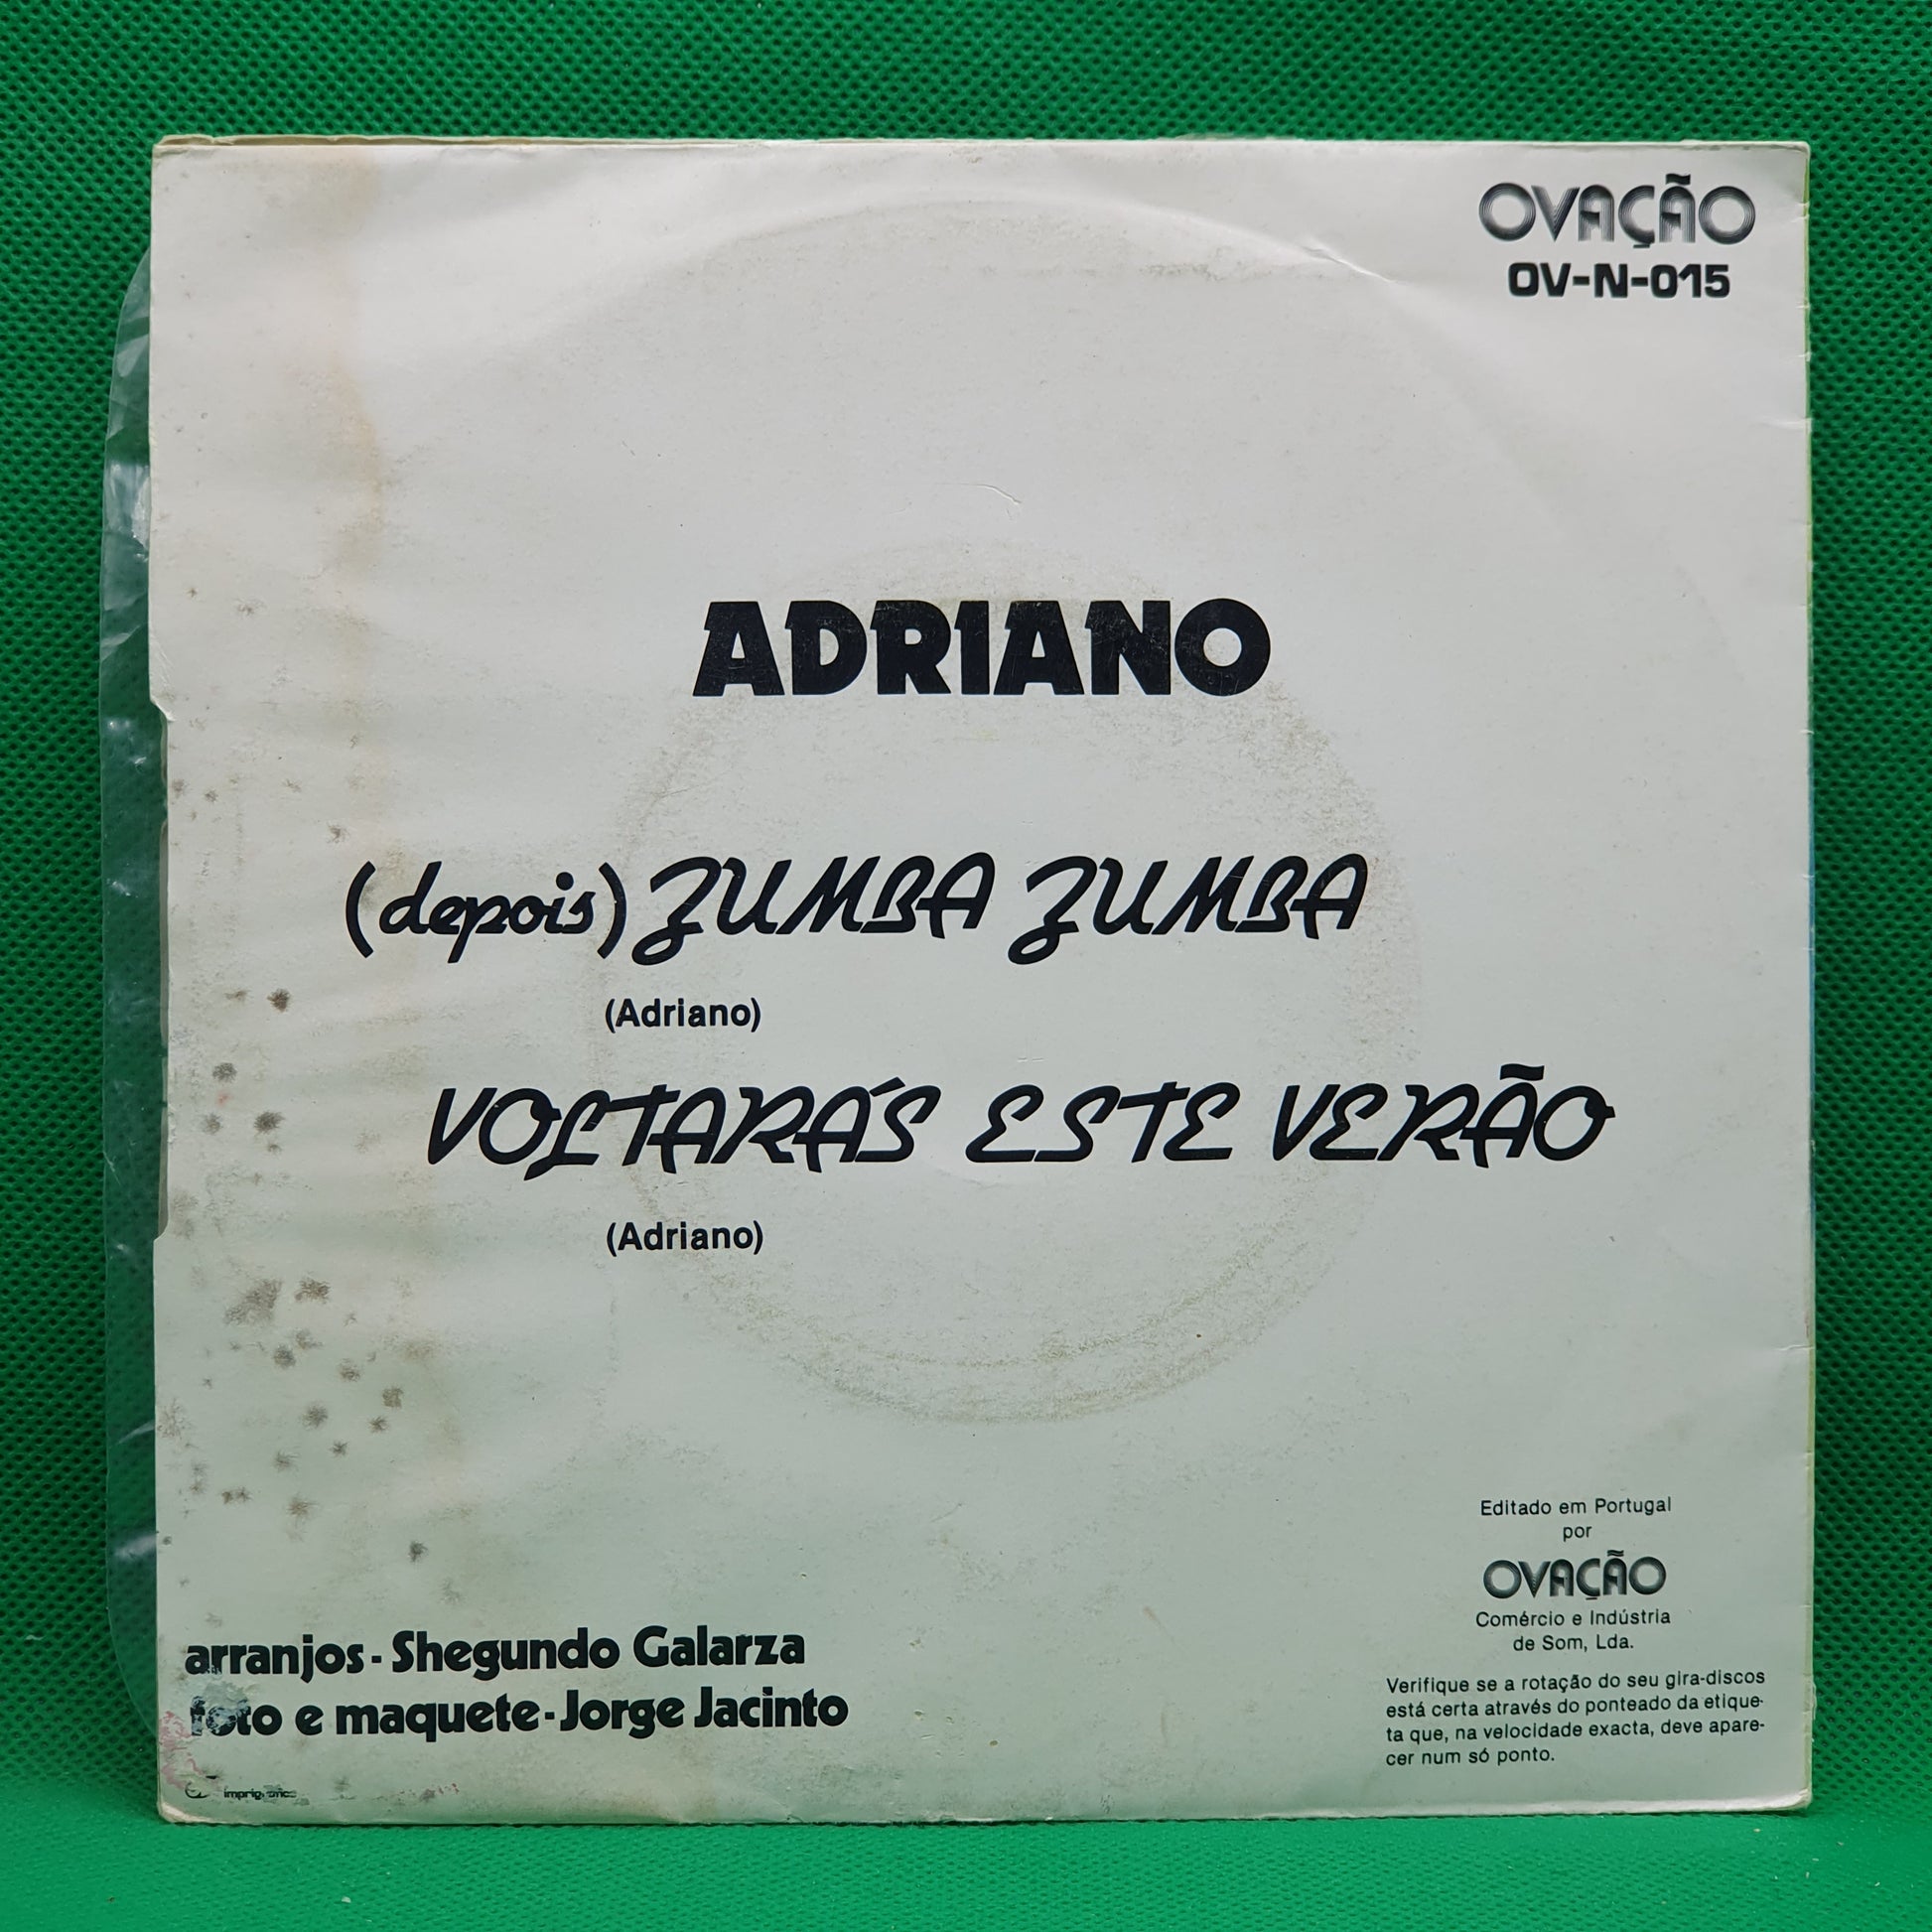 OVAÇÃO
OV-N-015
ADRIANO
(depois) ZUMBA ZUMBA
(Adriano)
VOLTARÁS ESTE VERÃO
(Adriano)
arranjos - Shegundo Galarza
foto e maquete - Jorge Jacinto
Editado em Portugal
por
OVAÇÃO
Comércio e Indústria
de Som, Lda.
Verifique se a rotação do seu gira-discos
está certa através do ponteado da etique-
ta que, na velocidade exacta, deve apare-
cer num só ponto.